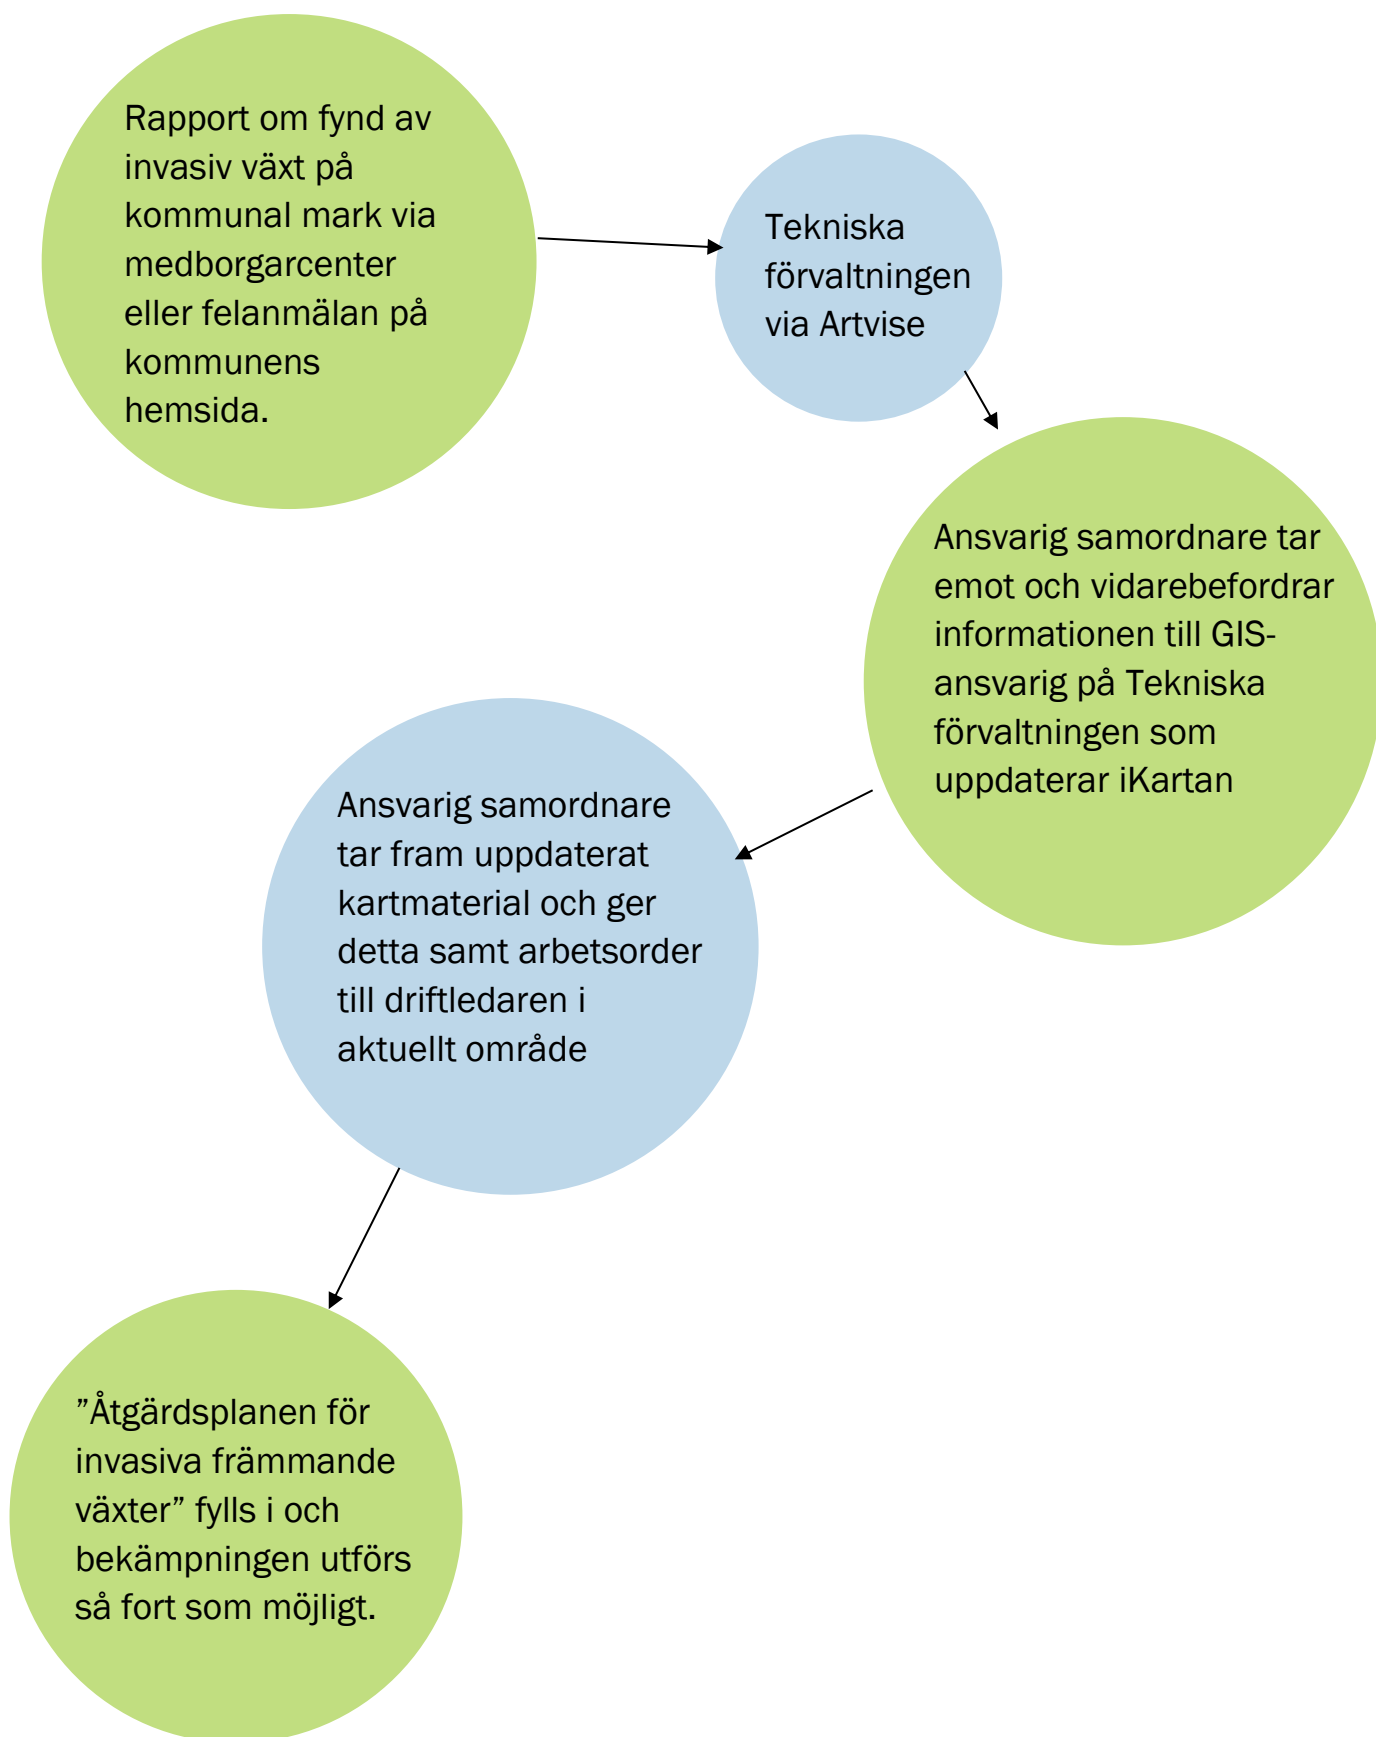 Rapport om fynd av
invasiv växt på
kommunal mark via
medborgarcenter
eller felanmälan på
kommunens
hemsida.
Tekniska
förvaltningen
via Artvise
Ansvarig samordnare tar
emot och vidarebefordrar
informationen till GIS-
ansvarig på Tekniska
förvaltningen som
uppdaterar iKartan
Ansvarig samordnare
tar fram uppdaterat
kartmaterial och ger
detta samt arbetsorder
till driftledaren i
aktuellt område
”Åtgärdsplanen för
invasiva främmande
växter” fylls i och
bekämpningen utförs
så fort som möjligt.